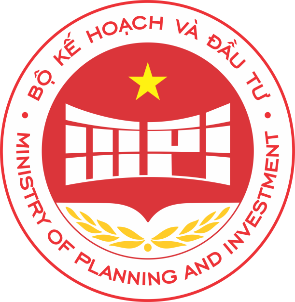 BỘ KẾ HOẠCH VÀ ĐẦU TƯ
MPI
MINISTRY OF PLANNING AND INVESTMENT